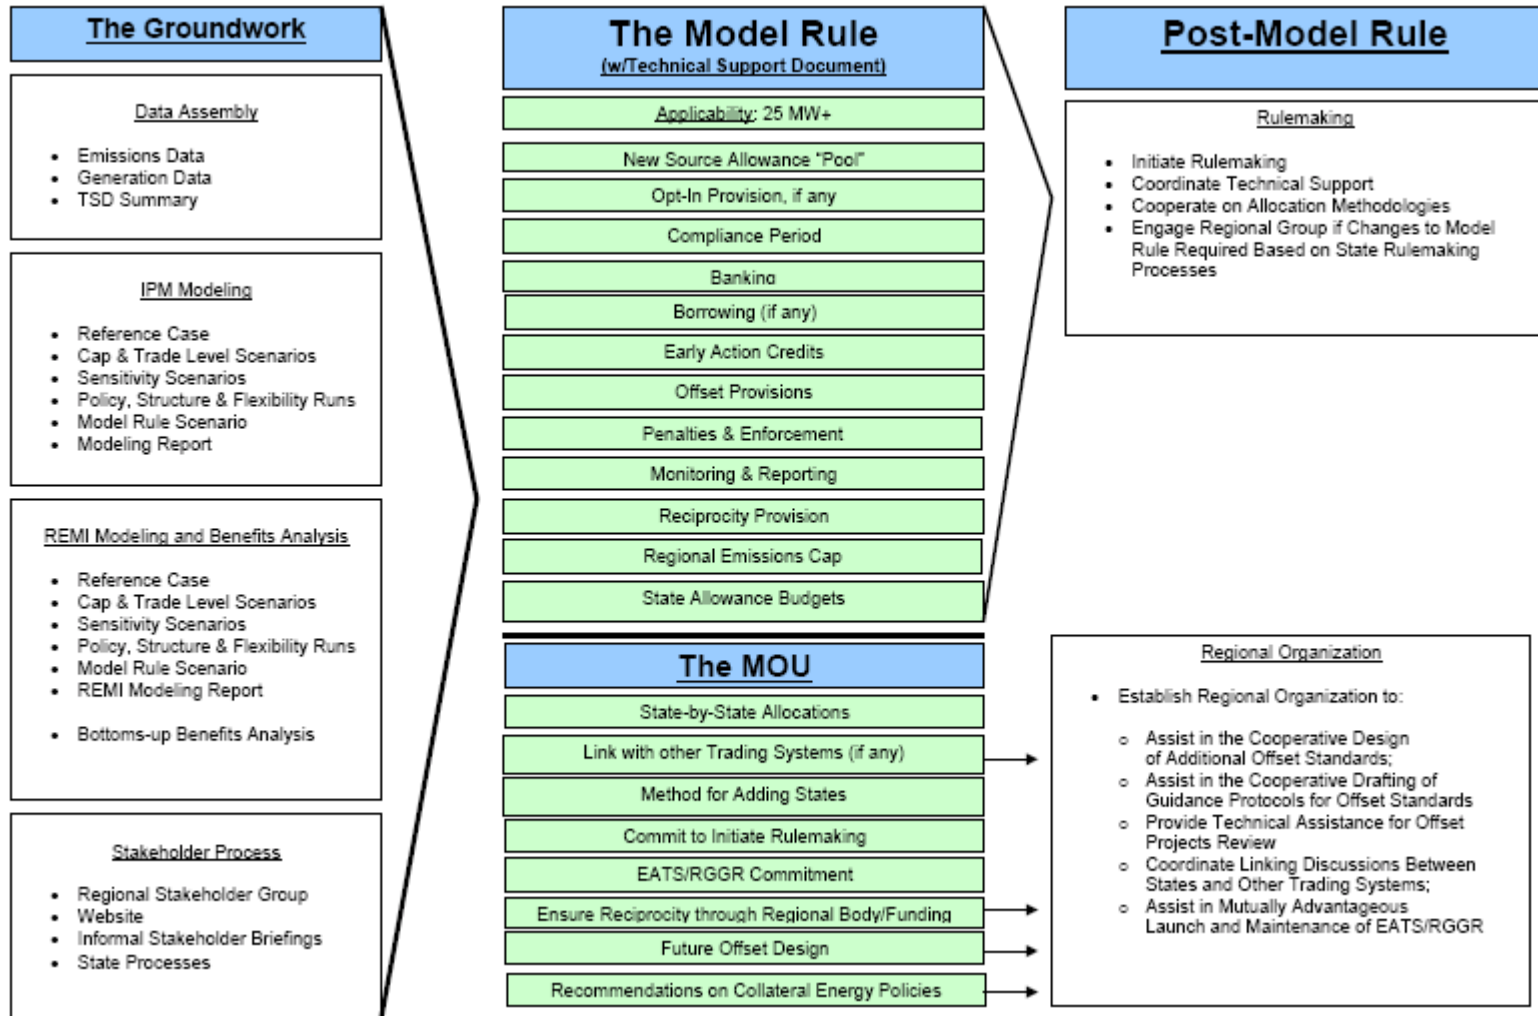 The Groundwork
Data Assembly
• Emissions Data
• Generation Data
• TSD Summary
IPM Modeling
• Reference Case
• Cap & Trade Level Scenarios
• Sensitivity Scenarios
• Policy, Structure & Flexibility Runs
• Model Rule Scenario
• Modeling Report
REMI Modeling and Benefits Analysis
• Reference Case
• Cap & Trade Level Scenarios
• Sensitivity Scenarios
• Policy, Structure & Flexibility Runs
• Model Rule Scenario
• REMI Modeling Report
• Bottoms-up Benefits Analysis
Stakeholder Process
• Regional Stakeholder Group
• Website
• Informal Stakeholder Briefings
• State Processes
The Model Rule
(w/Technical Support Document)
Applicability: 25 MW+
New Source Allowance "Pool"
Opt-In Provision, if any
Compliance Period
Banking
Borrowing (if any)
Early Action Credits
Offset Provisions
Penalties & Enforcement
Monitoring & Reporting
Reciprocity Provision
Regional Emissions Cap
State Allowance Budgets
The MOU
State-by-State Allocations
Link with other Trading Systems (if any)
Method for Adding States
Commit to Initiate Rulemaking
EATS/RGGR Commitment
Ensure Reciprocity through Regional Body/Funding
Future Offset Design
Recommendations on Collateral Energy Policies
Post-Model Rule
Rulemaking
• Initiate Rulemaking
• Coordinate Technical Support
• Cooperate on Allocation Methodologies
• Engage Regional Group if Changes to Model
Rule Required Based on State Rulemaking
Processes
Regional Organization
• Establish Regional Organization to:
o Assist in the Cooperative Design
of Additional Offset Standards;
o Assist in the Cooperative Drafting of
Guidance Protocols for Offset Standards
o Provide Technical Assistance for Offset
Projects Review
o Coordinate Linking Discussions Between
States and Other Trading Systems;
o Assist in Mutually Advantageous
Launch and Maintenance of EATS/RGGR